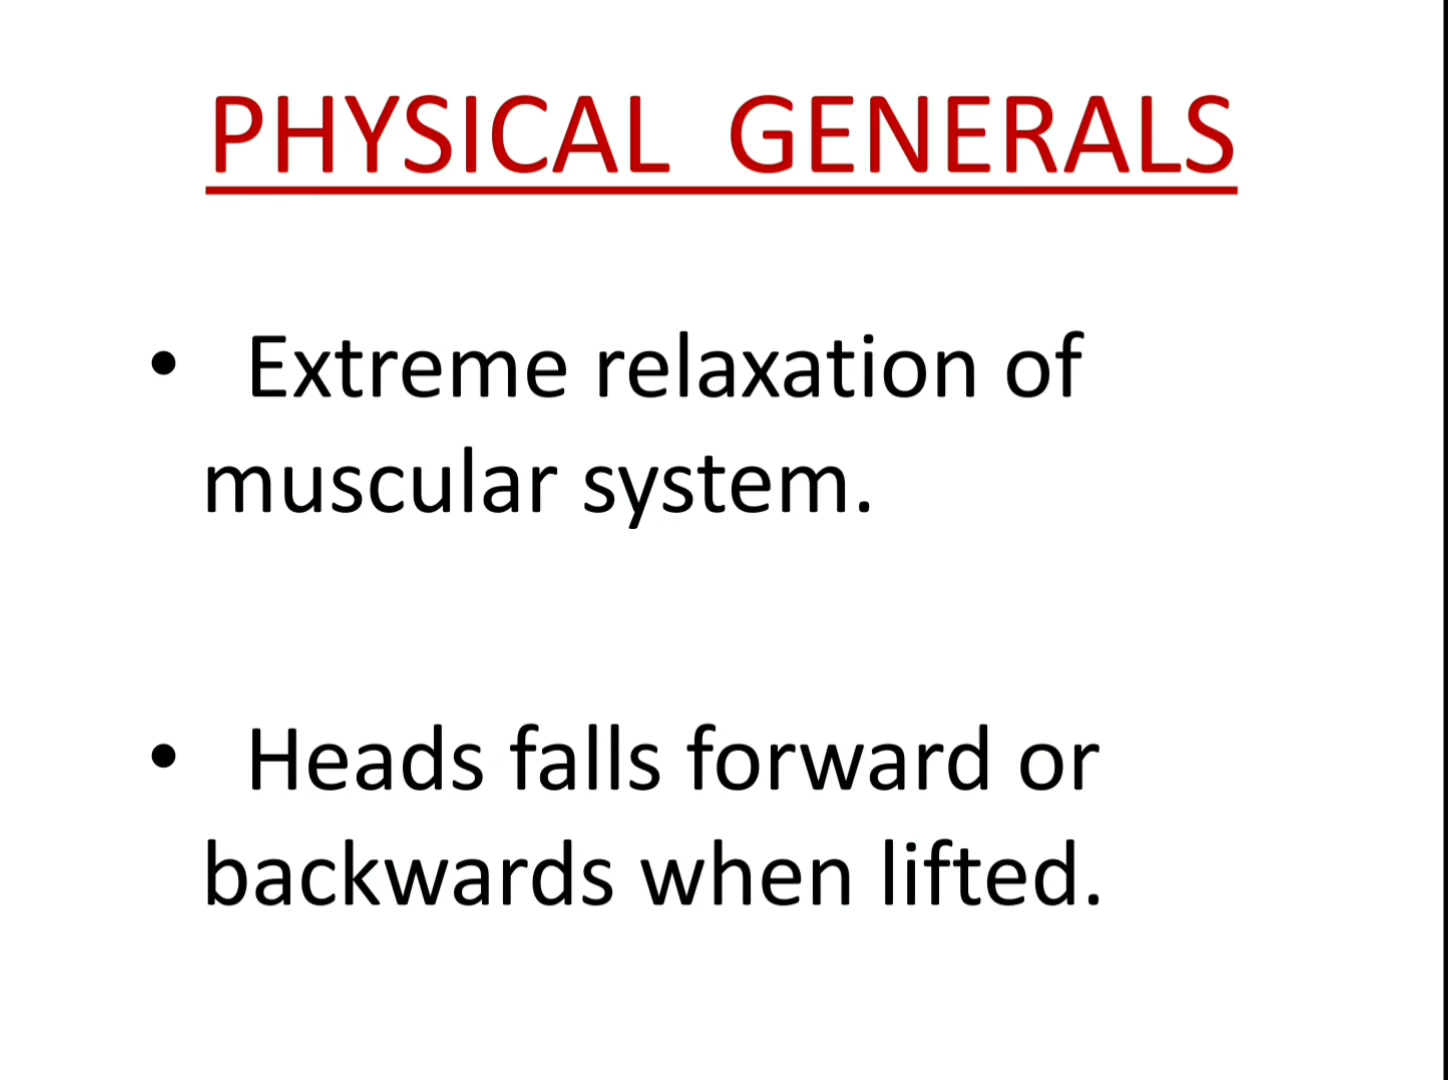 PHYSICAL GENERALS
• Extreme relaxation of
muscular system.
• Heads falls forward or
backwards when lifted.